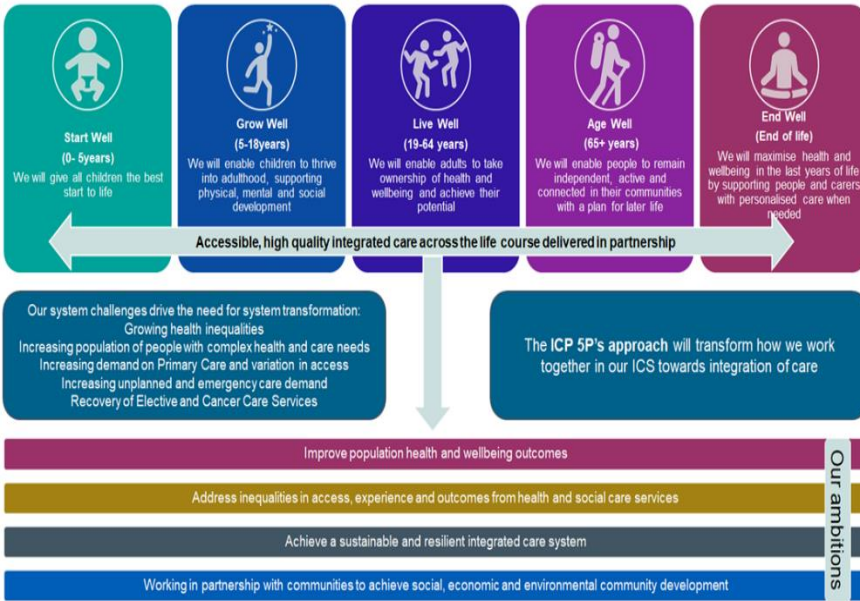 Start Well
(0- 5years)
We will give all children the best
start to life
Grow Well
(5-18years)
We will enable children to thrive
into adulthood, supporting
physical, mental and social
development
Live Well
(19-64 years)
We will enable adults to take
ownership of health and
wellbeing and achieve their
potential
Age Well
(65+ years)
We will enable people to remain
independent, active and
connected in their communities
with a plan for later life
End Well
(End of life)
We will maximise health and
wellbeing in the last years of life
by supporting people and carers
with personalised care when
needed
Accessible, high quality integrated care across the life course delivered in partnership
Our system challenges drive the need for system transformation:
Growing health inequalities
Increasing population of people with complex health and care needs
Increasing demand on Primary Care and variation in access
Increasing unplanned and emergency care demand
Recovery of Elective and Cancer Care Services
The ICP 5P's approach will transform how we work
together in our ICS towards integration of care
Improve population health and wellbeing outcomes
Address inequalities in access, experience and outcomes from health and social care services
Achieve a sustainable and resilient integrated care system
Working in partnership with communities to achieve social, economic and environmental community development
Our ambitions